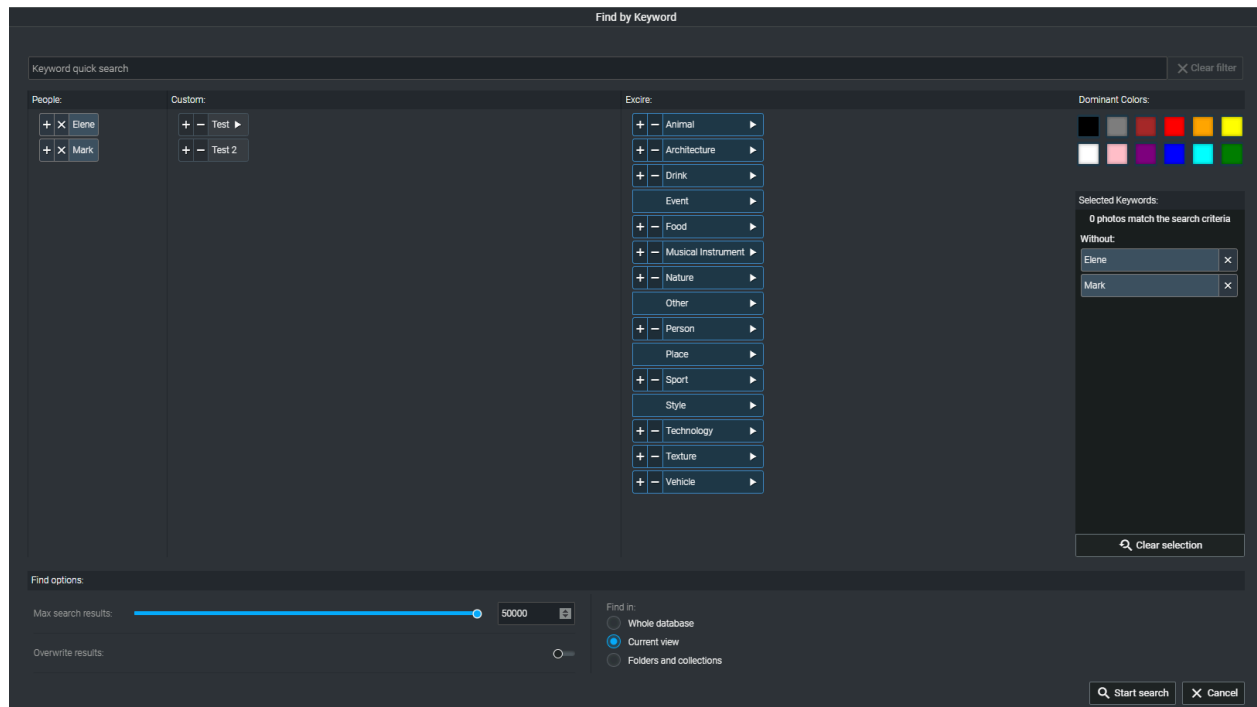 Find by Keyword
Keyword quick search
Clear filter
People:
Custom:
Excire:
Dominant Colors:
Elene
Mark
Test
Test 2
Animal
Architecture
Drink
Event
Food
Musical Instrument
Nature
Other
Person
Place
Sport
Style
Technology
Texture
Vehicle
Selected Keywords:
0 photos match the search criteria
Without:
Elene
Mark
Clear selection
Find options:
Max search results:
50000
Overwrite results:
Find in:
Whole database
Current view
Folders and collections
Start search
Cancel